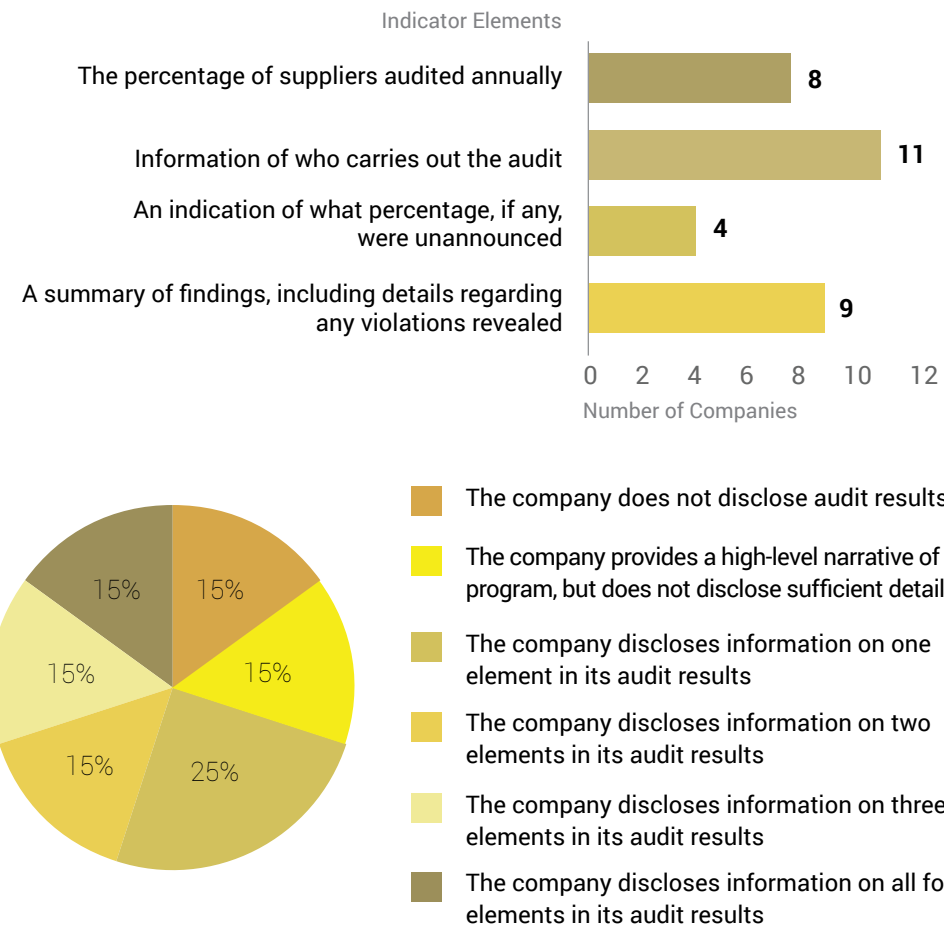 Indicator Elements
The percentage of suppliers audited annually
8
Information of who carries out the audit
11
An indication of what percentage, if any,
were unannounced
4
A summary of findings, including details regarding
any violations revealed
9
0 2 4 6 8 10 12
Number of Companies
15% 15%
15% 15%
15% 25%
The company does not disclose audit results
The company provides a high-level narrative of
program, but does not disclose sufficient detail
The company discloses information on one
element in its audit results
The company discloses information on two
elements in its audit results
The company discloses information on three
elements in its audit results
The company discloses information on all fo
elements in its audit results